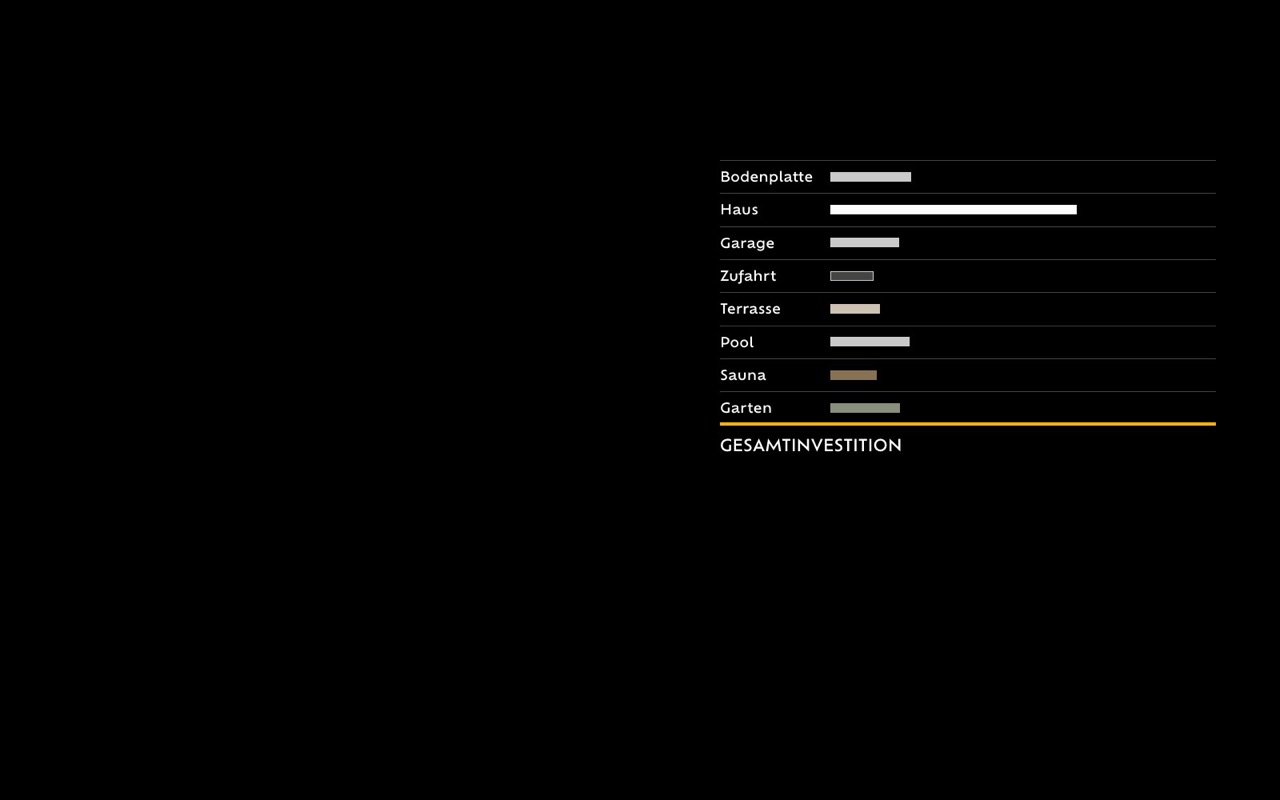 Bodenplatte
Haus
Garage
Zufahrt
Terrasse
Pool
Sauna
Garten
GESAMTINVESTITION